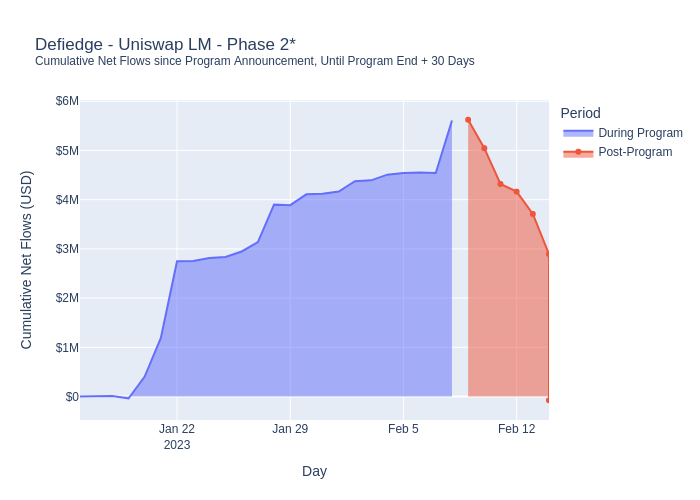 Defiedge - Uniswap LM - Phase 2*
Cumulative Net Flows since Program Announcement, Until Program End + 30 Days
Period
During Program
Post-Program
Cumulative Net Flows (USD)
$6M
$5M
$4M
$3M
$2M
$1M
$0
Jan 22
2023
Jan 29
Feb 5
Feb 12
Day